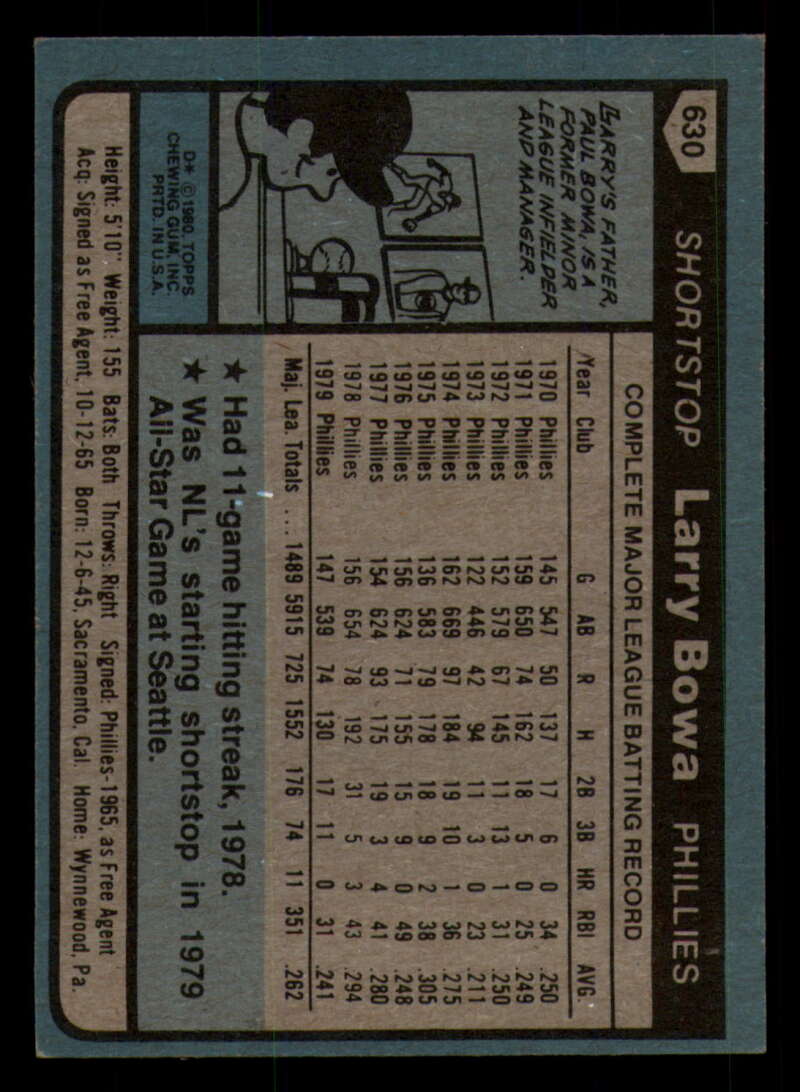 630 SHORTSTOP Larry Bowa PHILLIES
LARRY'S FATHER,
PAUL BOWA, IS A
FORMER MINOR
LEAGUE INFIELDER
AND MANAGER.
D* ©1980 TOPPS
CHEWING GUM, INC.
PRTD. IN U.S.A.
COMPLETE MAJOR LEAGUE BATTING RECORD
Year Club G AB R H 2B 3B HR RBI AVG.
1970 Phillies 145 547 50 137 17 6 0 34 .250
1971 Phillies 159 650 74 162 18 5 0 25 .249
1972 Phillies 152 579 67 145 11 13 1 31 .250
1973 Phillies 122 446 42 94 11 3 0 23 .211
1974 Phillies 162 669 97 184 19 10 1 36 .275
1975 Phillies 136 583 79 178 18 9 2 38 .305
1976 Phillies 156 624 71 155 15 9 0 49 .248
1977 Phillies 154 624 93 175 19 3 4 41 .280
1978 Phillies 156 654 78 192 31 5 3 43 .294
1979 Phillies 147 539 74 130 17 11 0 31 .241
Maj. Lea. Totals ... 1489 5915 725 1552 176 74 11 351 .262
★ Had 11-game hitting streak, 1978.
★ Was NL's starting shortstop in 1979
All-Star Game at Seattle.
Height: 5'10" Weight: 155 Bats: Both Throws: Right Signed: Phillies-1965, as Free Agent
Acq: Signed as Free Agent, 10-12-65 Born: 12-6-45, Sacramento, Cal. Home: Wynnewood, Pa.